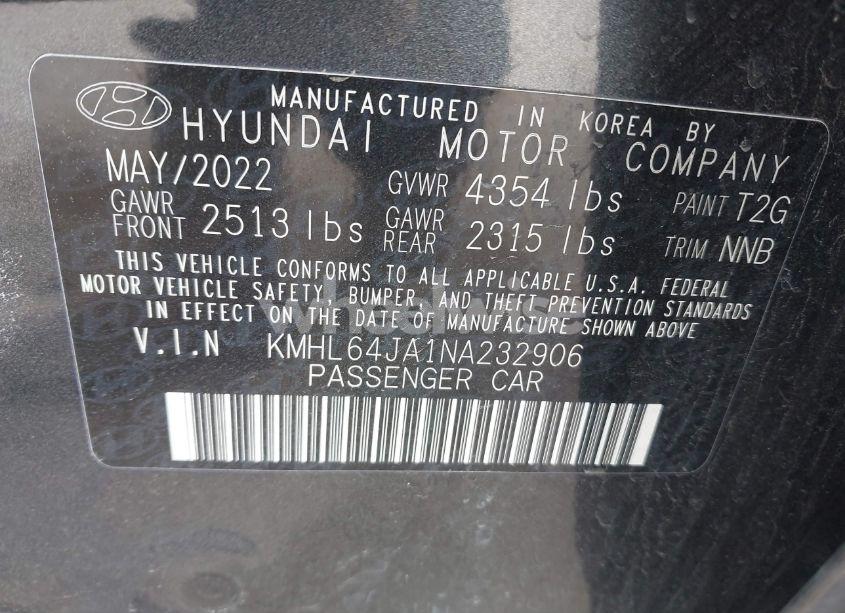 MANUFACTURED IN KOREA BY
HYUNDAI MOTOR COMPANY
MAY/2022 GVWR 4354 lbs PAINT T2G
GAWR FRONT 2513 lbs GAWR REAR 2315 lbs TRIM NNB
THIS VEHICLE CONFORMS TO ALL APPLICABLE U.S.A. FEDERAL
MOTOR VEHICLE SAFETY, BUMPER, AND THEFT PREVENTION STANDARDS
IN EFFECT ON THE DATE OF MANUFACTURE SHOWN ABOVE
V.I.N KMHL64JA1NA232906
PASSENGER CAR